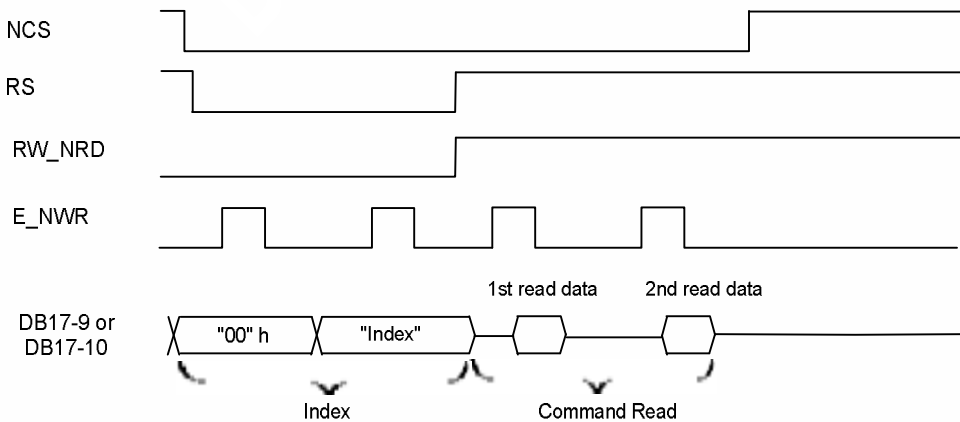 NCS
RS
RW_NRD
E_NWR
1st read data
2nd read data
DB17-9 or
DB17-10
"00" h
"Index"
Index
Command Read